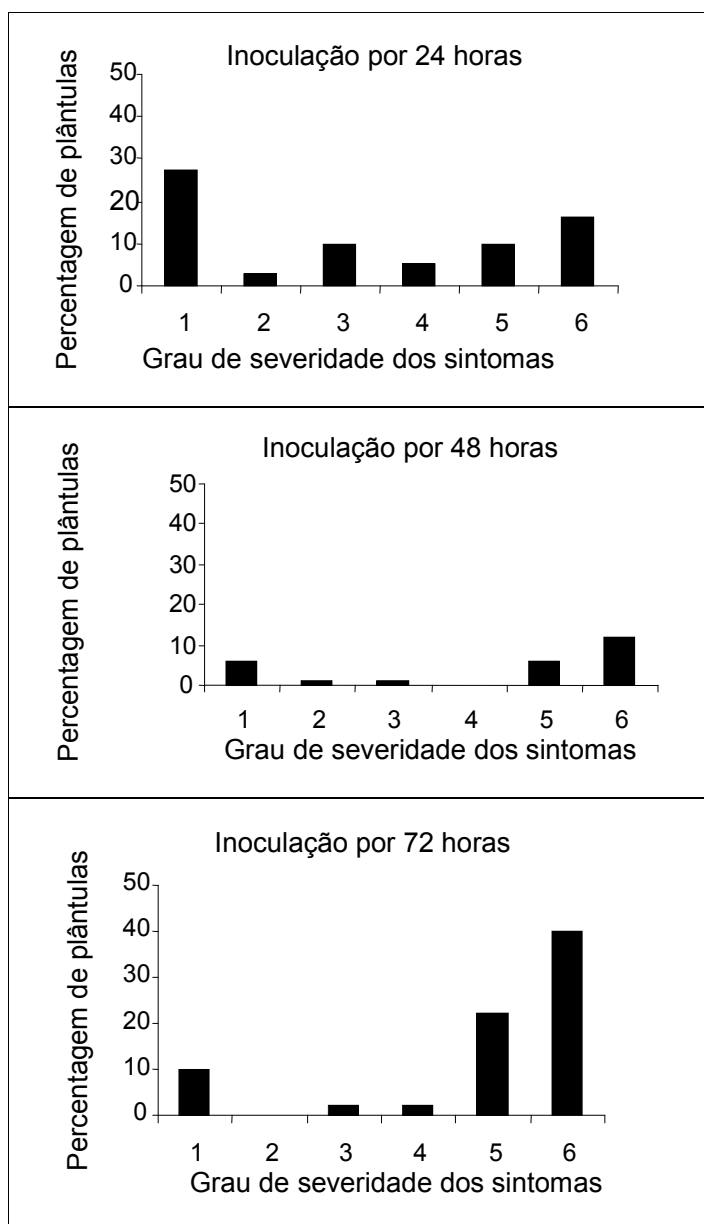 Inoculação por 24 horas
Percentagem de plântulas
50
40
30
20
10
0
1 2 3 4 5 6
Grau de severidade dos sintomas
Inoculação por 48 horas
Percentagem de plântulas
50
40
30
20
10
0
1 2 3 4 5 6
Grau de severidade dos sintomas
Inoculação por 72 horas
Percentagem de plântulas
50
40
30
20
10
0
1 2 3 4 5 6
Grau de severidade dos sintomas